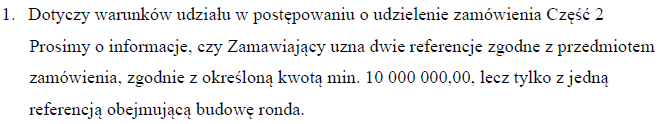 1. Dotyczy warunków udziału w postępowaniu o udzielenie zamówienia Część 2
Prosimy o informacje, czy Zamawiający uzna dwie referencje zgodne z przedmiotem
zamówienia, zgodnie z określoną kwotą min. 10 000 000,00, lecz tylko z jedną
referencją obejmującą budowę ronda.